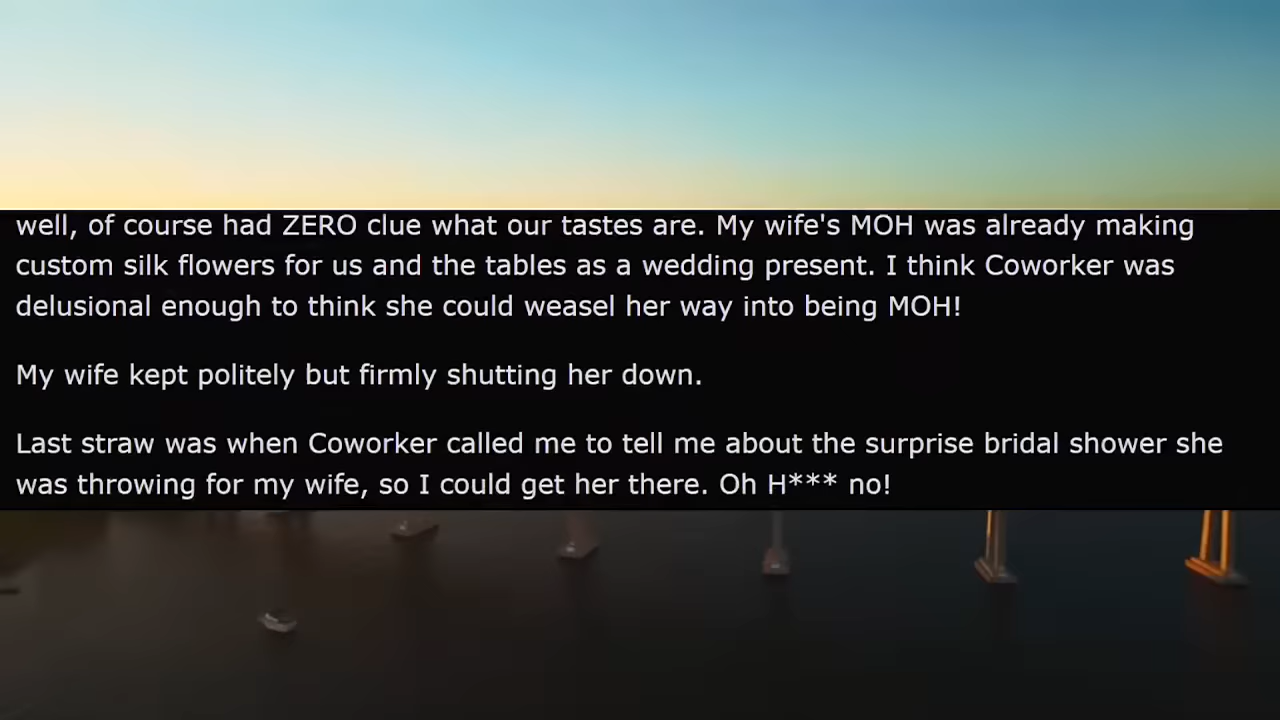 well, of course had ZERO clue what our tastes are. My wife's MOH was already making
custom silk flowers for us and the tables as a wedding present. I think Coworker was
delusional enough to think she could weasel her way into being MOH!
My wife kept politely but firmly shutting her down.
Last straw was when Coworker called me to tell me about the surprise bridal shower she
was throwing for my wife, so I could get her there. Oh H*** no!